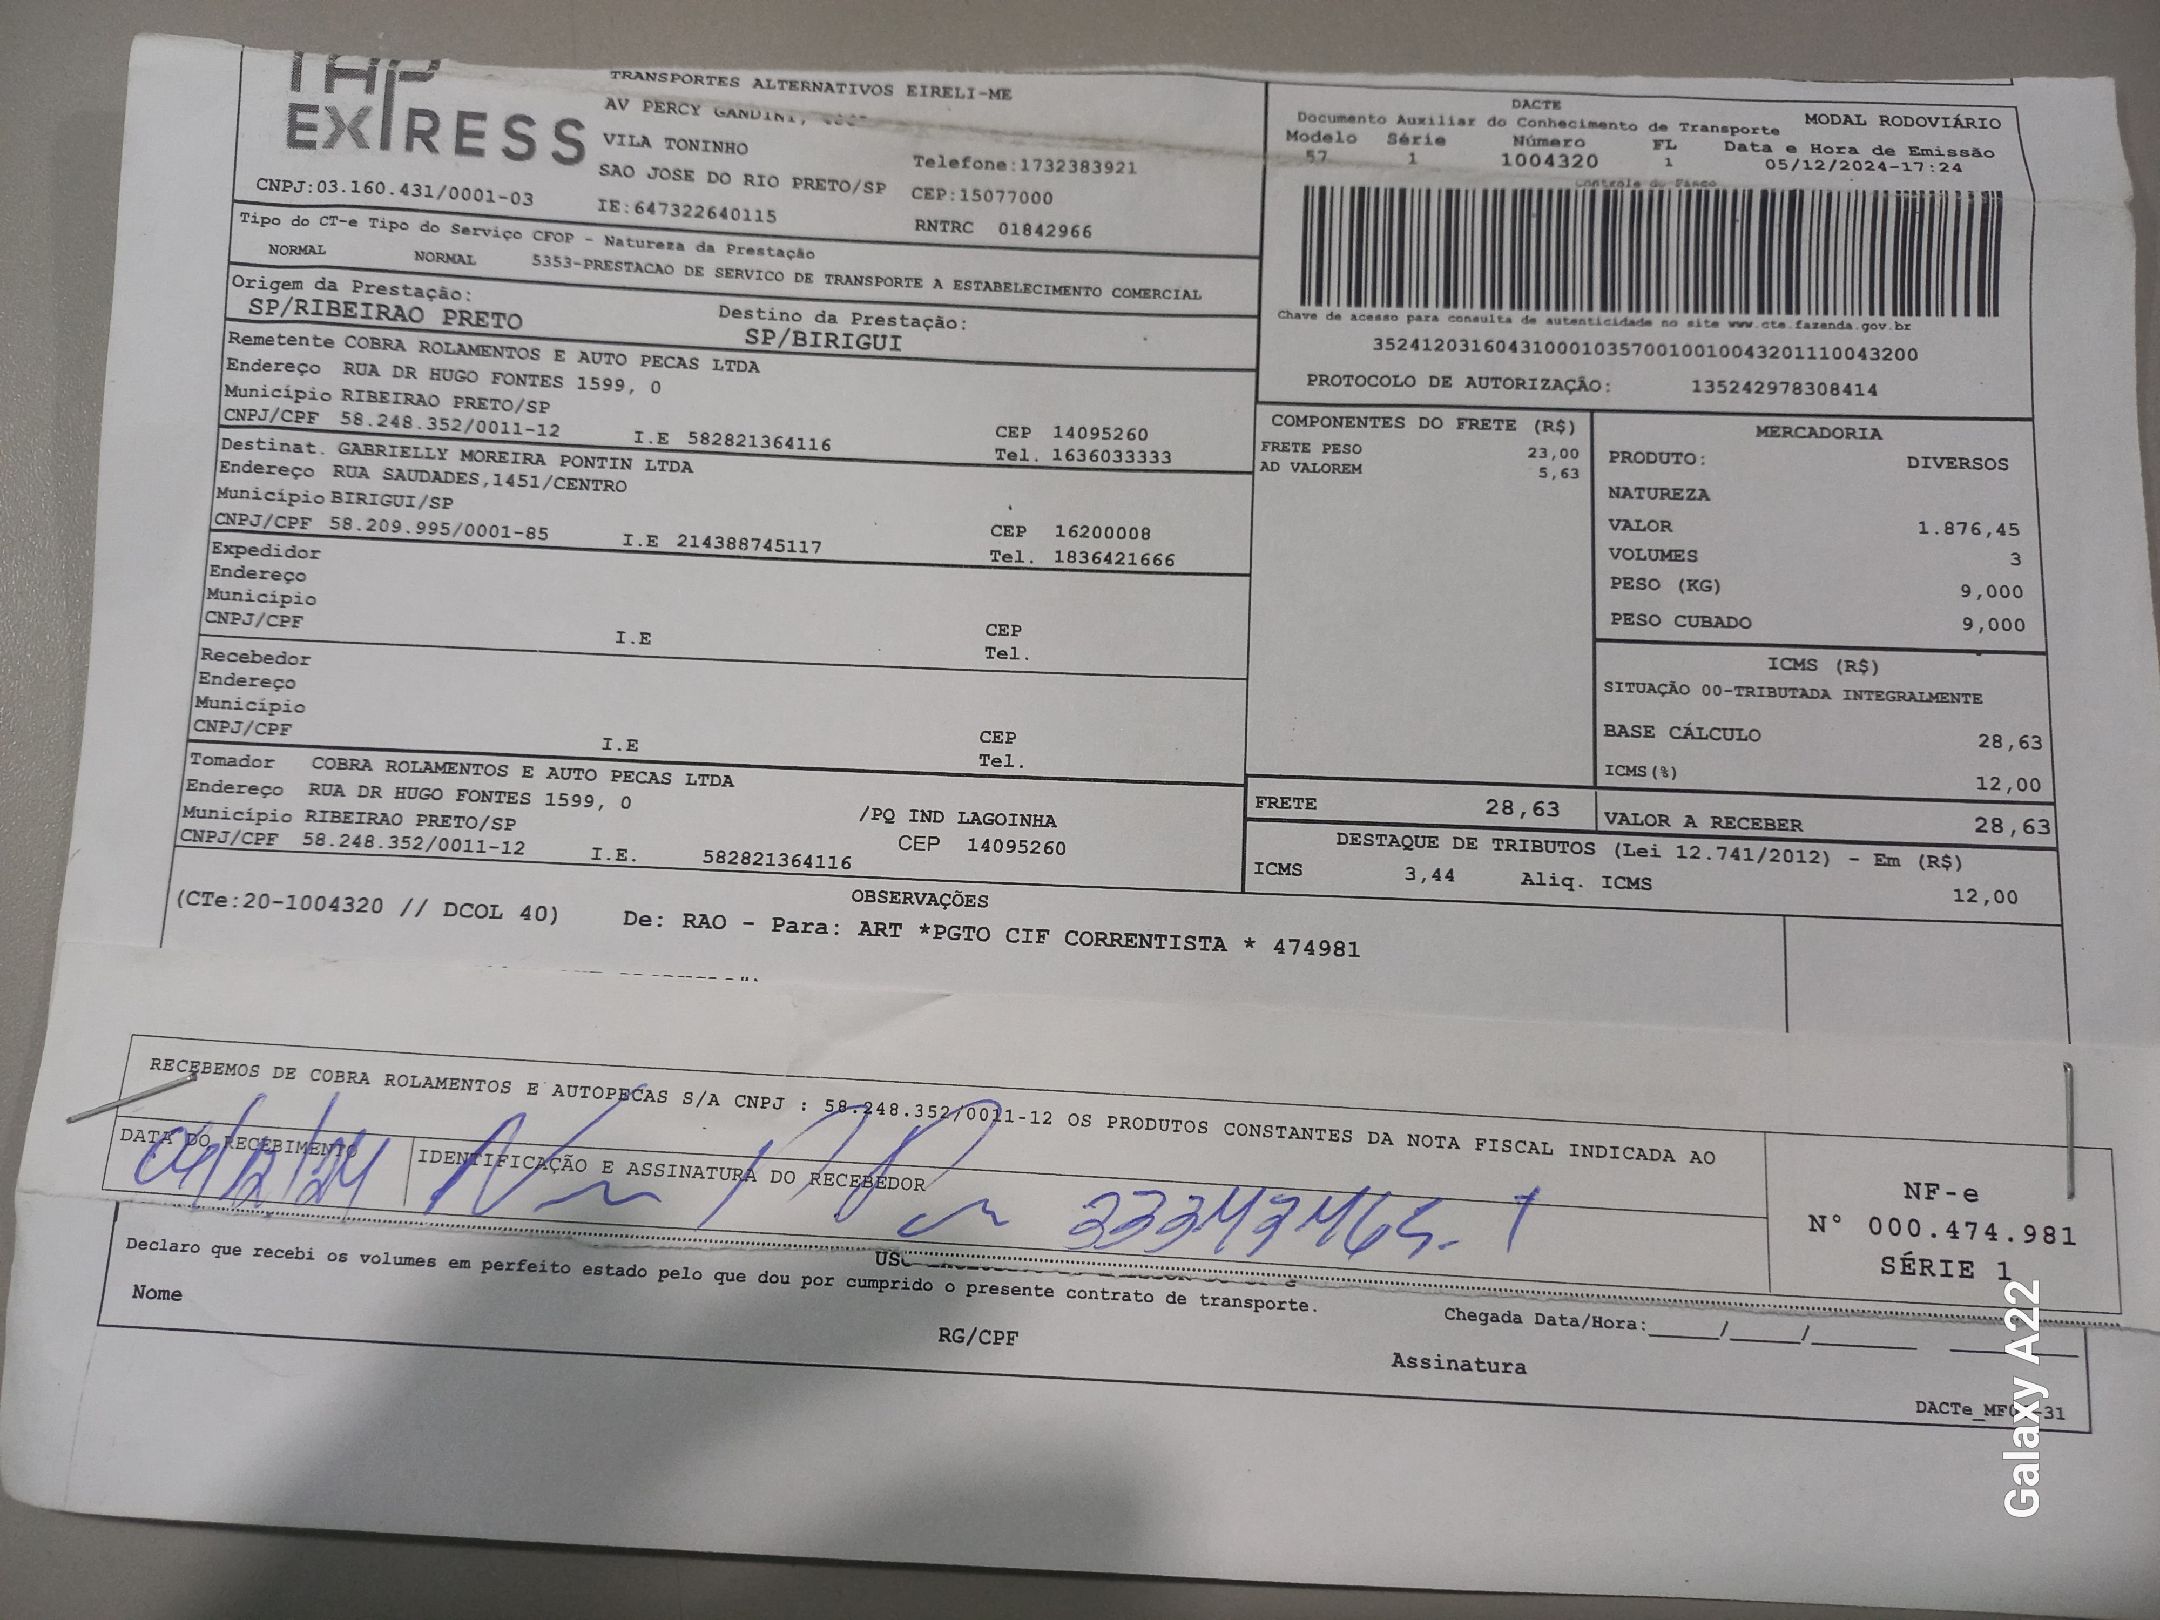 TAP
EXPRESS
TRANSPORTES ALTERNATIVOS EIRELI-ME
AV PERCY GANDINI,
VILA TONINHO
SAO JOSE DO RIO PRETO/SP
Telefone:1732383921
CEP:15077000
CNPJ:03.160.431/0001-03
IE:647322640115
RNTRC 01842966
DACTE
Documento Auxiliar do Conhecimento de Transporte
MODAL RODOVIÁRIO
Modelo Série Número FL Data e Hora de Emissão
57 1 1004320 1 05/12/2024-17:24
Controle do Fisco
Chave de acesso para consulta de autenticidade no site www.cte.fazenda.gov.br
35241203160431000103570010010043201110043200
PROTOCOLO DE AUTORIZAÇÃO: 135242978308414
Tipo do CT-e Tipo do Serviço CFOP - Natureza da Prestação
NORMAL NORMAL 5353-PRESTACAO DE SERVICO DE TRANSPORTE A ESTABELECIMENTO COMERCIAL
Origem da Prestação: Destino da Prestação:
SP/RIBEIRAO PRETO SP/BIRIGUI
Remetente COBRA ROLAMENTOS E AUTO PECAS LTDA
Endereço RUA DR HUGO FONTES 1599, 0
Município RIBEIRAO PRETO/SP CEP 14095260
CNPJ/CPF 58.248.352/0011-12 I.E 582821364116 Tel. 1636033333
Destinat. GABRIELLY MOREIRA PONTIN LTDA
Endereço RUA SAUDADES,1451/CENTRO
Município BIRIGUI/SP CEP 16200008
CNPJ/CPF 58.209.995/0001-85 I.E 214388745117 Tel. 1836421666
Expedidor
Endereço
Município CEP
CNPJ/CPF I.E Tel.
Recebedor
Endereço
Município CEP
CNPJ/CPF I.E Tel.
Tomador COBRA ROLAMENTOS E AUTO PECAS LTDA
Endereço RUA DR HUGO FONTES 1599, 0 /PQ IND LAGOINHA
Município RIBEIRAO PRETO/SP CEP 14095260
CNPJ/CPF 58.248.352/0011-12 I.E. 582821364116
COMPONENTES DO FRETE (R$)
FRETE PESO 23,00
AD VALOREM 5,63
MERCADORIA
PRODUTO: DIVERSOS
NATUREZA
VALOR 1.876,45
VOLUMES 3
PESO (KG) 9,000
PESO CUBADO 9,000
ICMS (R$)
SITUAÇÃO 00-TRIBUTADA INTEGRALMENTE
BASE CÁLCULO 28,63
ICMS(%) 12,00
FRETE 28,63 VALOR A RECEBER 28,63
DESTAQUE DE TRIBUTOS (Lei 12.741/2012) - Em (R$)
ICMS 3,44 Aliq. ICMS 12,00
OBSERVAÇÕES
(CTe:20-1004320 // DCOL 40) De: RAO - Para: ART *PGTO CIF CORRENTISTA * 474981
RECEBEMOS DE COBRA ROLAMENTOS E AUTOPECAS S/A CNPJ : 58.248.352/0011-12 OS PRODUTOS CONSTANTES DA NOTA FISCAL INDICADA AO
DATA DO RECEBIMENTO IDENTIFICAÇÃO E ASSINATURA DO RECEBEDOR
06/12/24
NF-e
N° 000.474.981
SÉRIE 1
Declaro que recebi os volumes em perfeito estado pelo que dou por cumprido o presente contrato de transporte.
Nome RG/CPF Assinatura
Chegada Data/Hora:_____/_____/_____
Galaxy A22